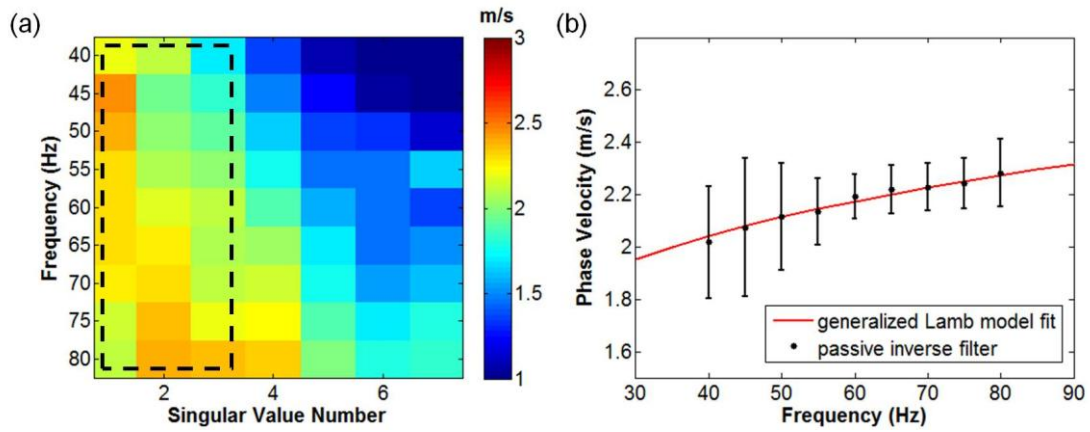 (a)
m/s
Frequency (Hz)
40
45
50
55
60
65
70
75
80
2
4
6
Singular Value Number
3
2.5
2
1.5
1
(b)
Phase Velocity (m/s)
2.6
2.4
2.2
2
1.8
1.6
generalized Lamb model fit
passive inverse filter
30 40 50 60 70 80 90
Frequency (Hz)